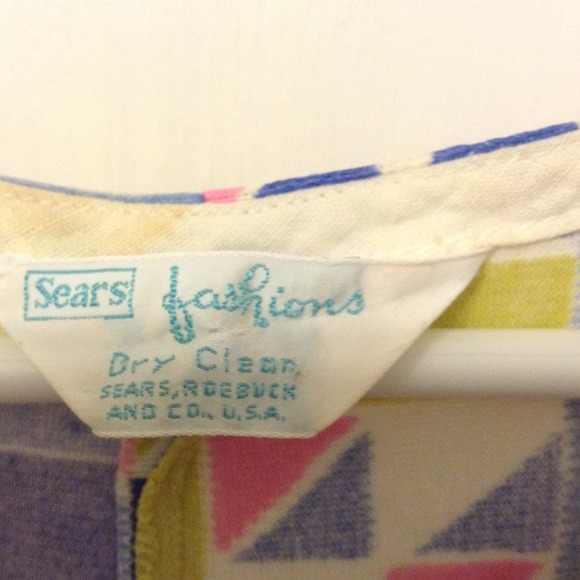 Sears fashions
Dry Clean
SEARS, ROEBUCK
AND CO., U.S.A.